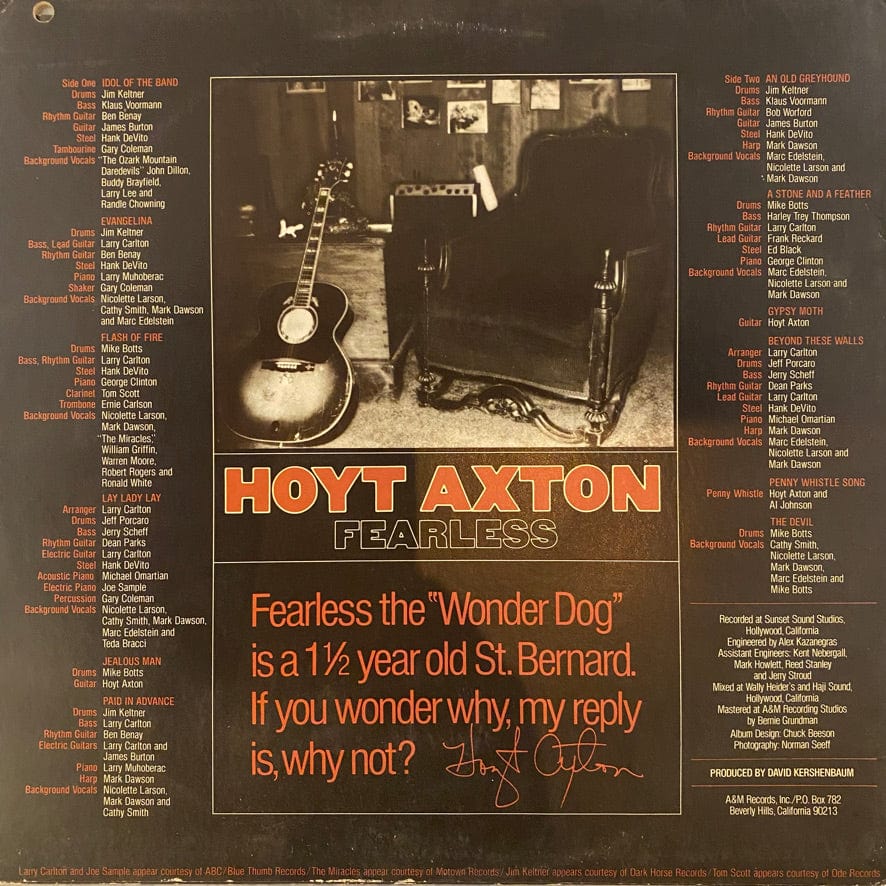 Side One IDOL OF THE BAND
Drums Jim Keltner
Bass Klaus Voormann
Rhythm Guitar Ben Benay
Guitar James Burton
Steel Hank DeVito
Tambourine Gary Coleman
Background Vocals "The Ozark Mountain
Daredevils" John Dillon,
Buddy Brayfield,
Larry Lee and
Randle Chowning
EVANGELINA
Drums Jim Keltner
Bass, Lead Guitar Larry Carlton
Rhythm Guitar Ben Benay
Steel Hank DeVito
Piano Larry Muhoberac
Shaker Gary Coleman
Background Vocals Nicolette Larson,
Cathy Smith, Mark Dawson
and Marc Edelstein
FLASH OF FIRE
Drums Mike Botts
Bass, Rhythm Guitar Larry Carlton
Steel Hank DeVito
Piano George Clinton
Clarinet Tom Scott
Trombone Ernie Carlson
Background Vocals Nicolette Larson,
Mark Dawson,
"The Miracles,"
William Griffin,
Warren Moore,
Robert Rogers and
Ronald White
LAY LADY LAY
Arranger Larry Carlton
Drums Jeff Porcaro
Bass Jerry Scheff
Rhythm Guitar Dean Parks
Electric Guitar Larry Carlton
Steel Hank DeVito
Acoustic Piano Michael Omartian
Electric Piano Joe Sample
Percussion Gary Coleman
Background Vocals Nicolette Larson,
Cathy Smith, Mark Dawson,
Marc Edelstein and
Teda Bracci
JEALOUS MAN
Drums Mike Botts
Guitar Hoyt Axton
PAID IN ADVANCE
Drums Jim Keltner
Bass Larry Carlton
Rhythm Guitar Ben Benay
Electric Guitars Larry Carlton and
James Burton
Piano Larry Muhoberac
Harp Mark Dawson
Background Vocals Nicolette Larson,
Mark Dawson and
Cathy Smith
HOYT AXTON
FEARLESS
Fearless the "Wonder Dog"
is a 1½ year old St. Bernard.
If you wonder why, my reply
is, why not? Hoyt Axton
Side Two AN OLD GREYHOUND
Drums Jim Keltner
Bass Klaus Voormann
Rhythm Guitar Bob Worford
Guitar James Burton
Steel Hank DeVito
Harp Mark Dawson
Background Vocals Marc Edelstein,
Nicolette Larson and
Mark Dawson
A STONE AND A FEATHER
Drums Mike Botts
Bass Harley Trey Thompson
Rhythm Guitar Larry Carlton
Lead Guitar Frank Reckard
Steel Ed Black
Piano George Clinton
Background Vocals Marc Edelstein,
Nicolette Larson and
Mark Dawson
GYPSY MOTH
Guitar Hoyt Axton
BEYOND THESE WALLS
Arranger Larry Carlton
Drums Jeff Porcaro
Bass Jerry Scheff
Rhythm Guitar Dean Parks
Lead Guitar Larry Carlton
Steel Hank DeVito
Piano Michael Omartian
Harp Mark Dawson
Background Vocals Marc Edelstein,
Nicolette Larson and
Mark Dawson
PENNY WHISTLE SONG
Penny Whistle Hoyt Axton and
Al Johnson
THE DEVIL
Drums Mike Botts
Background Vocals Cathy Smith,
Nicolette Larson,
Mark Dawson,
Marc Edelstein and
Mike Botts
Recorded at Sunset Sound Studios,
Hollywood, California
Engineered by Alex Kazanegras
Assistant Engineers: Kent Nebergall,
Mark Howlett, Reed Stanley
and Jerry Stroud
Mixed at Wally Heider's and Haji Sound,
Hollywood, California
Mastered at A&M Recording Studios
by Bernie Grundman
Album Design: Chuck Beeson
Photography: Norman Seeff
PRODUCED BY DAVID KERSHENBAUM
A&M Records, Inc./P.O. Box 782
Beverly Hills, California 90213
Larry Carlton and Joe Sample appear courtesy of ABC/Blue Thumb Records/The Miracles appear courtesy of Motown Records/Jim Keltner appears courtesy of Dark Horse Records/Tom Scott appears courtesy of Ode Records